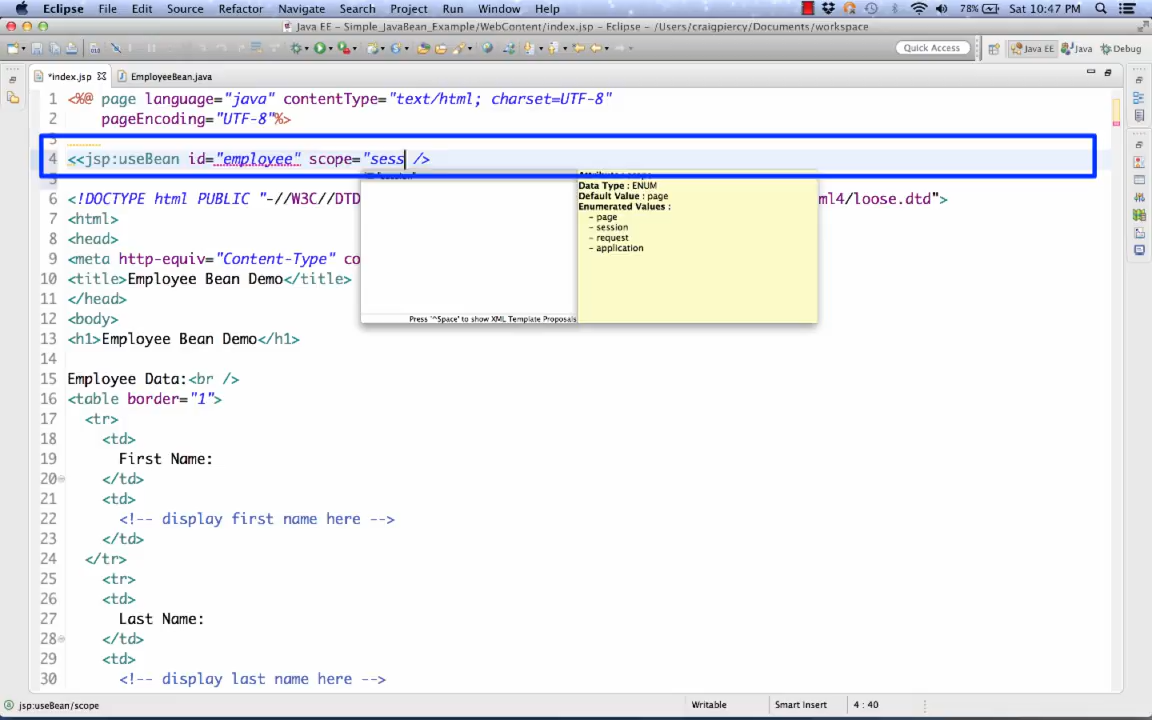 Eclipse File Edit Source Refactor Navigate Search Project Run Window Help 78% Sat 10:47 PM
Java EE - Simple_JavaBean_Example/WebContent/index.jsp - Eclipse - /Users/craigpiercy/Documents/workspace
Quick Access Java EE Java Debug
*index.jsp EmployeeBean.java
1 <%@ page language="java" contentType="text/html; charset=UTF-8"
2 pageEncoding="UTF-8"%>
3
4 <<jsp:useBean id="employee" scope="sess />
5
Data Type : ENUM
Default Value : page
Enumerated Values :
- page
- session
- request
- application
Press '^Space' to show XML Template Proposals
6 <!DOCTYPE html PUBLIC "-//W3C//DTD ml4/loose.dtd">
7 <html>
8 <head>
9 <meta http-equiv="Content-Type" co
10 <title>Employee Bean Demo</title>
11 </head>
12 <body>
13 <h1>Employee Bean Demo</h1>
14
15 Employee Data:<br />
16 <table border="1">
17 <tr>
18 <td>
19 First Name:
20 </td>
21 <td>
22 <!-- display first name here -->
23 </td>
24 </tr>
25 <tr>
26 <td>
27 Last Name:
28 </td>
29 <td>
30 <!-- display last name here -->
jsp:useBean/scope Writable Smart Insert 4 : 40